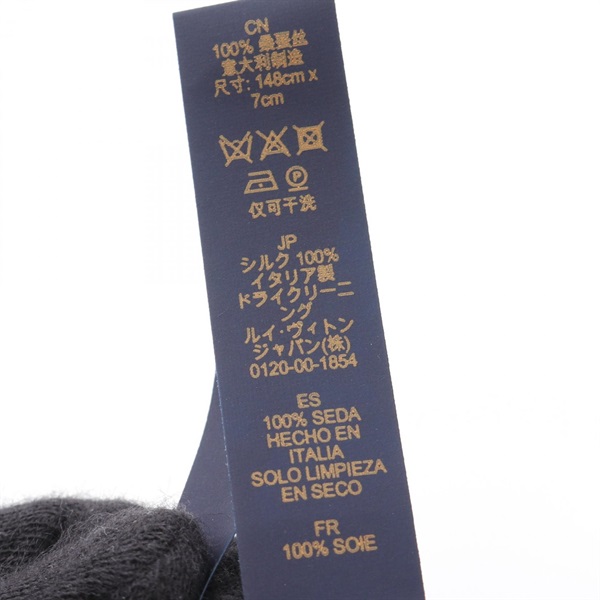 CN
100% 桑蚕丝
意大利制造
尺寸: 148cm x
7cm
P
仅可干洗
JP
シルク 100%
イタリア製
ドライクリーニ
ング
ルイ・ヴィトン
ジャパン(株)
0120-00-1854
ES
100% SEDA
HECHO EN
ITALIA
SOLO LIMPIEZA
EN SECO
FR
100% SOIE